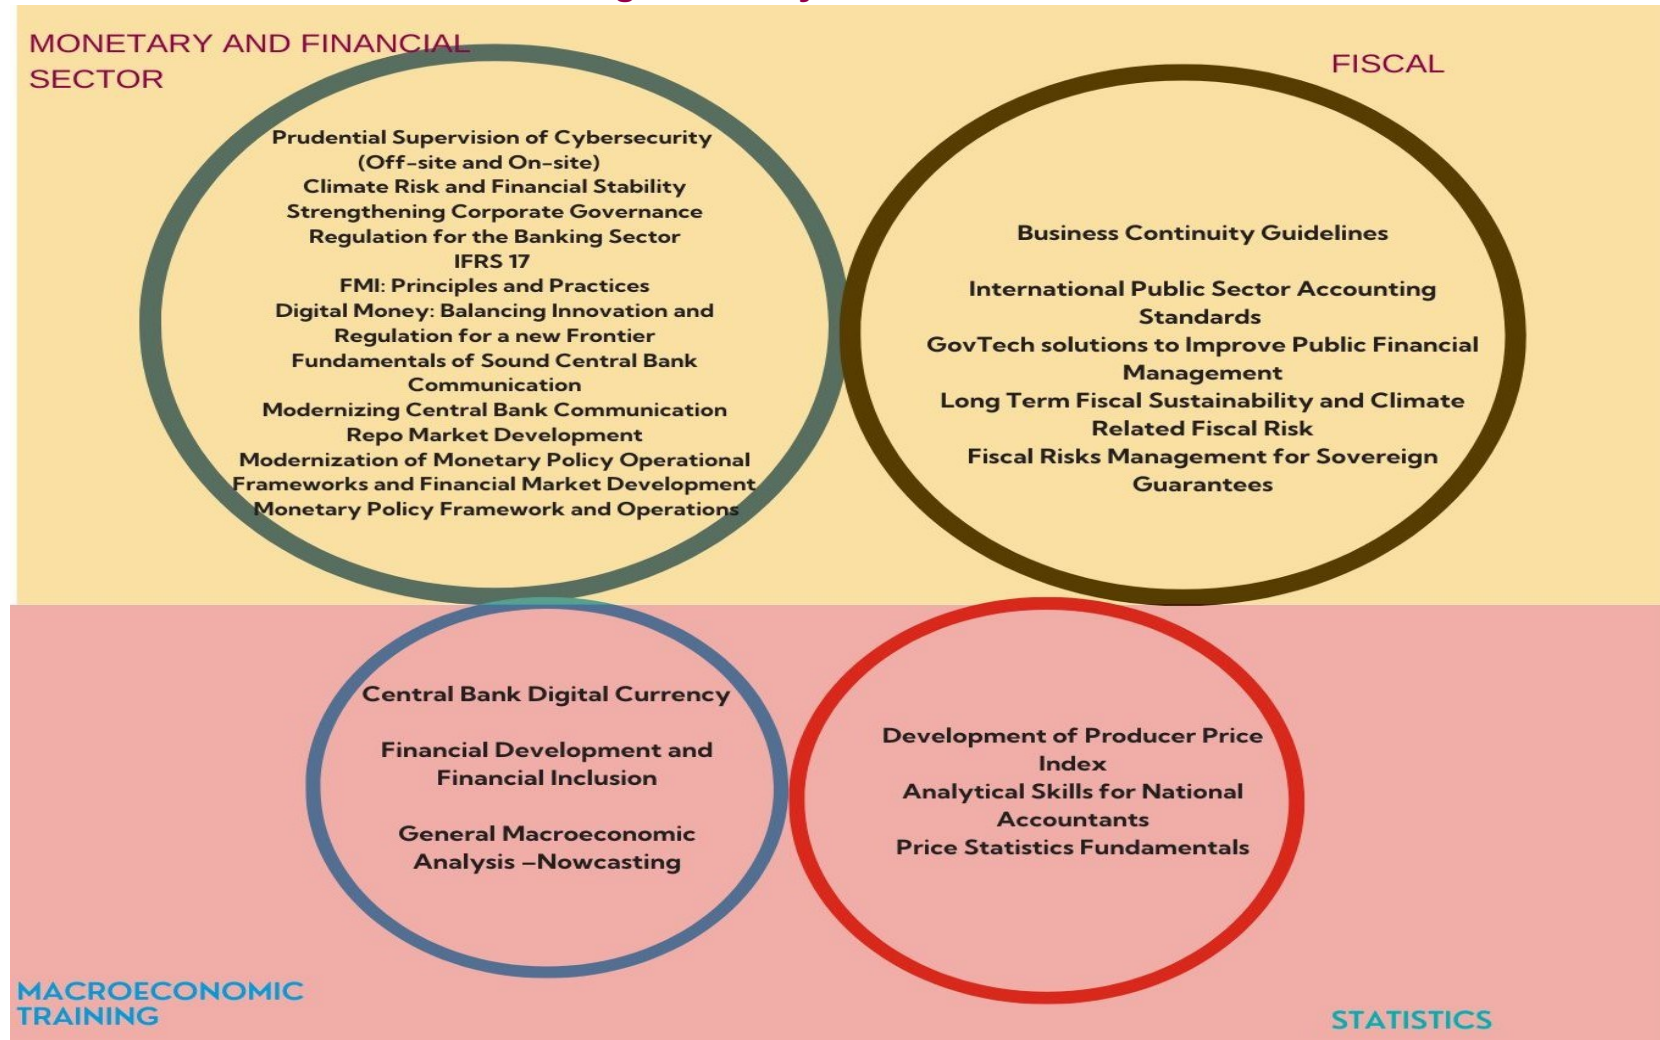 MONETARY AND FINANCIAL
SECTOR
Prudential Supervision of Cybersecurity
(Off-site and On-site)
Climate Risk and Financial Stability
Strengthening Corporate Governance
Regulation for the Banking Sector
IFRS 17
FMI: Principles and Practices
Digital Money: Balancing Innovation and
Regulation for a new Frontier
Fundamentals of Sound Central Bank
Communication
Modernizing Central Bank Communication
Repo Market Development
Modernization of Monetary Policy Operational
Frameworks and Financial Market Development
Monetary Policy Framework and Operations
FISCAL
Business Continuity Guidelines
International Public Sector Accounting
Standards
GovTech solutions to Improve Public Financial
Management
Long Term Fiscal Sustainability and Climate
Related Fiscal Risk
Fiscal Risks Management for Sovereign
Guarantees
Central Bank Digital Currency
Financial Development and
Financial Inclusion
General Macroeconomic
Analysis –Nowcasting
MACROECONOMIC
TRAINING
Development of Producer Price
Index
Analytical Skills for National
Accountants
Price Statistics Fundamentals
STATISTICS